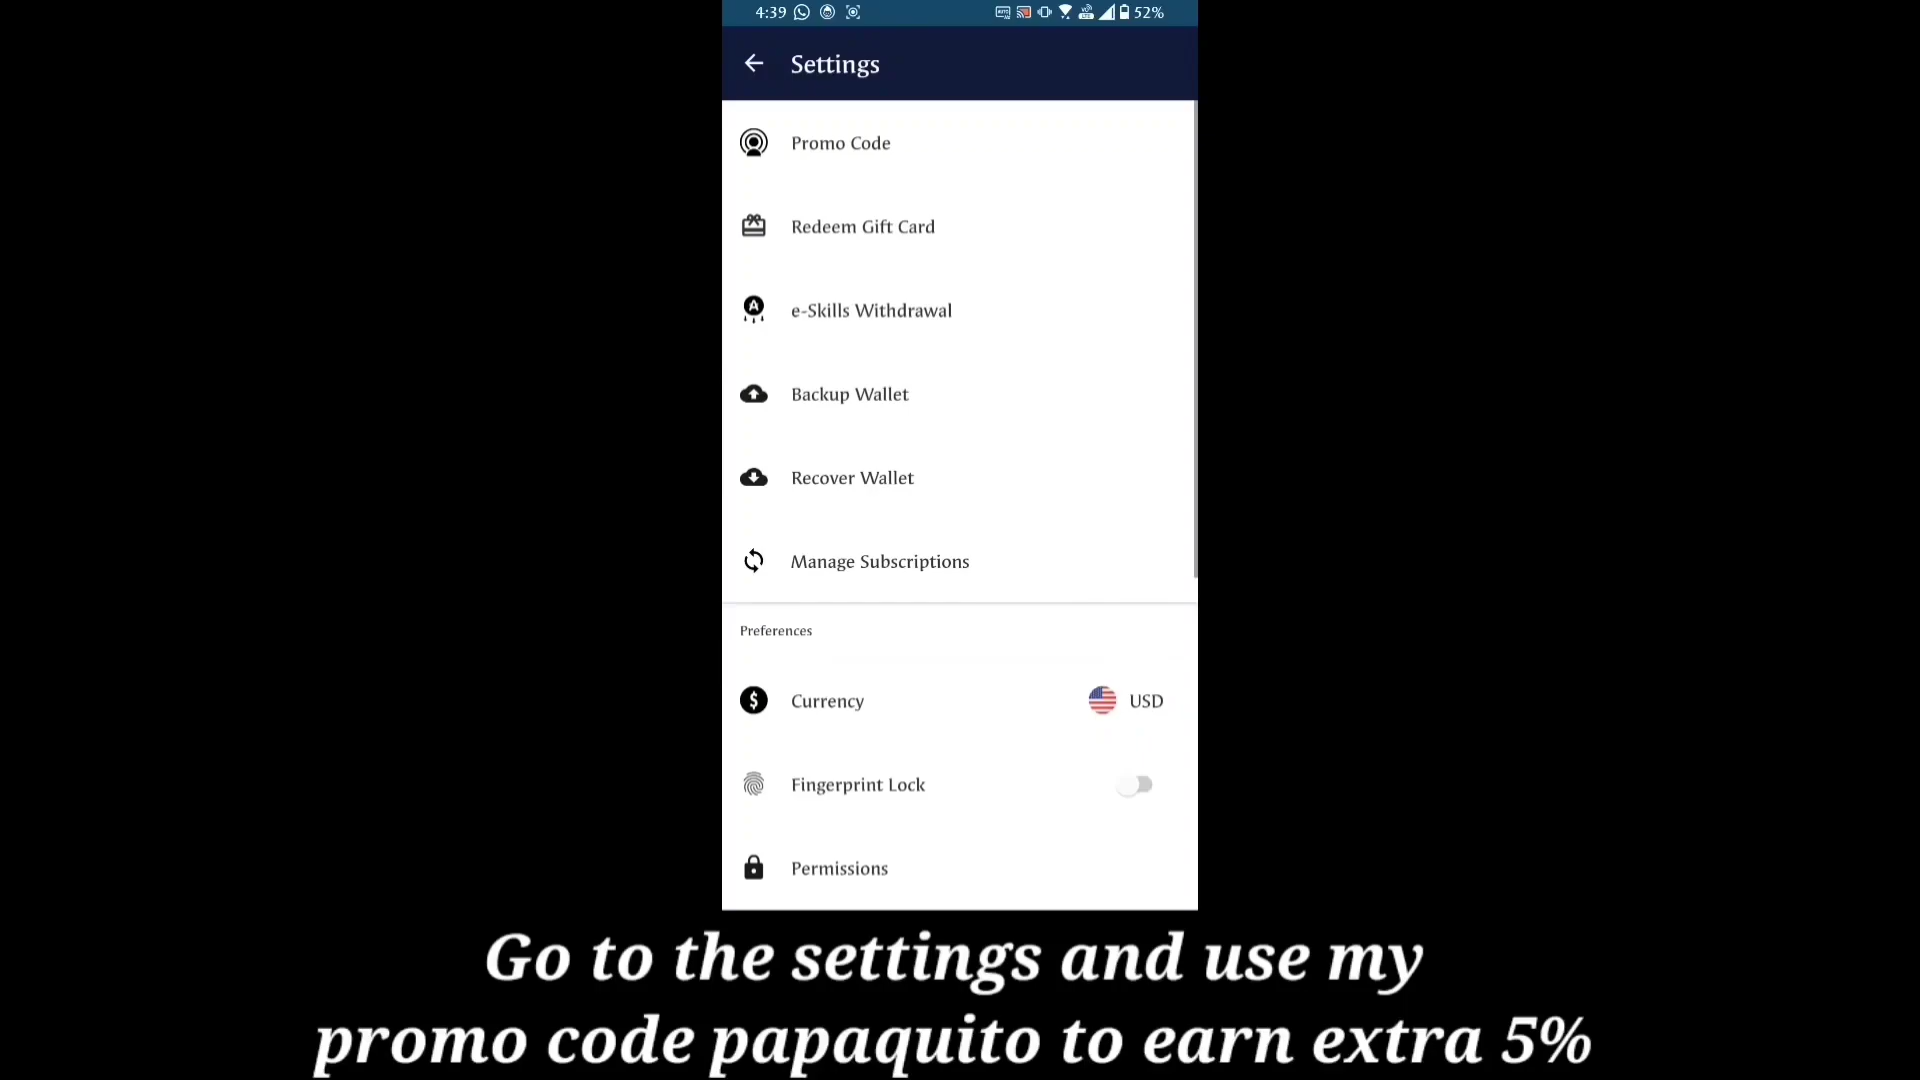 4:39 52%
Settings
Promo Code
Redeem Gift Card
e-Skills Withdrawal
Backup Wallet
Recover Wallet
Manage Subscriptions
Preferences
Currency USD
Fingerprint Lock
Permissions
Go to the settings and use my
promo code papaquito to earn extra 5%